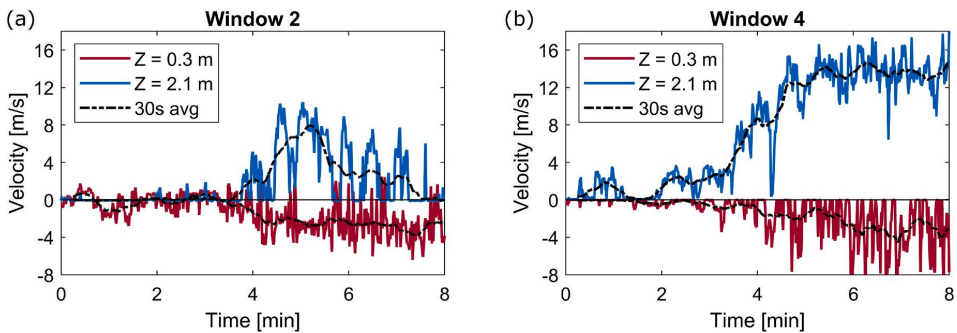 (a)
Window 2
Velocity [m/s]
16
12
8
4
0
-4
-8
Z = 0.3 m
Z = 2.1 m
30s avg
0
2
4
6
8
Time [min]
(b)
Window 4
Velocity [m/s]
16
12
8
4
0
-4
-8
Z = 0.3 m
Z = 2.1 m
30s avg
0
2
4
6
8
Time [min]